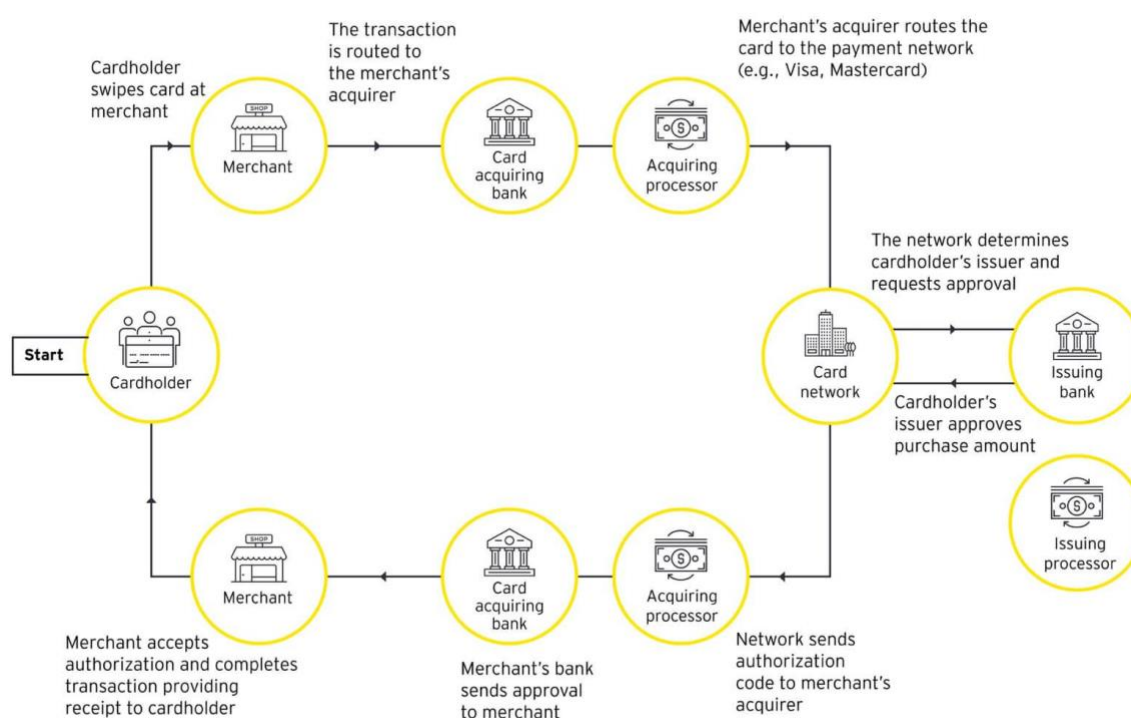 Cardholder
swipes card at
merchant
The transaction
is routed to
the merchant's
acquirer
Merchant's acquirer routes the
card to the payment network
(e.g., Visa, Mastercard)
SHOP
Merchant
Card
acquiring
bank
$
Acquiring
processor
The network determines
cardholder's issuer and
requests approval
Start
Cardholder
Card
network
Issuing
bank
Cardholder's
issuer approves
purchase amount
$
Issuing
processor
SHOP
Merchant
Card
acquiring
bank
$
Acquiring
processor
Merchant accepts
authorization and completes
transaction providing
receipt to cardholder
Merchant's bank
sends approval
to merchant
Network sends
authorization
code to merchant's
acquirer